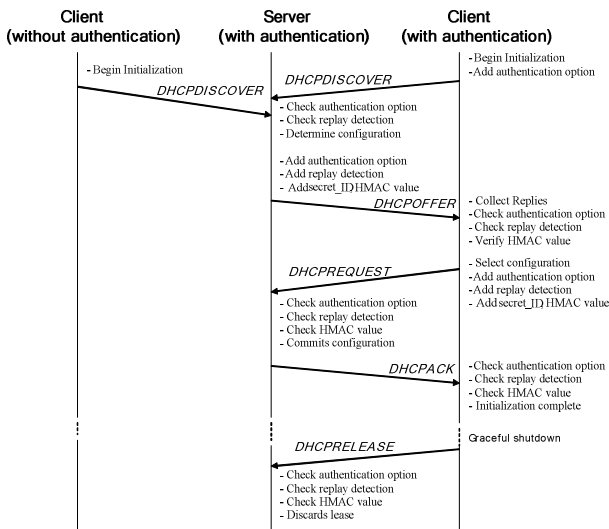 Client
(without authentication)
Server
(with authentication)
Client
(with authentication)
- Begin Initialization
DHCPDISCOVER
DHCPDISCOVER
- Begin Initialization
- Add authentication option
- Check authentication option
- Check replay detection
- Determine configuration
- Add authentication option
- Add replay detection
- Add secret_ID, HMAC value
DHCPOFFER
- Collect Replies
- Check authentication option
- Check replay detection
- Verify HMAC value
DHCPREQUEST
- Select configuration
- Add authentication option
- Add replay detection
- Add secret_ID, HMAC value
- Check authentication option
- Check replay detection
- Check HMAC value
- Commits configuration
DHCPACK
- Check authentication option
- Check replay detection
- Check HMAC value
- Initialization complete
Graceful shutdown
DHCPRELEASE
- Check authentication option
- Check replay detection
- Check HMAC value
- Discards lease